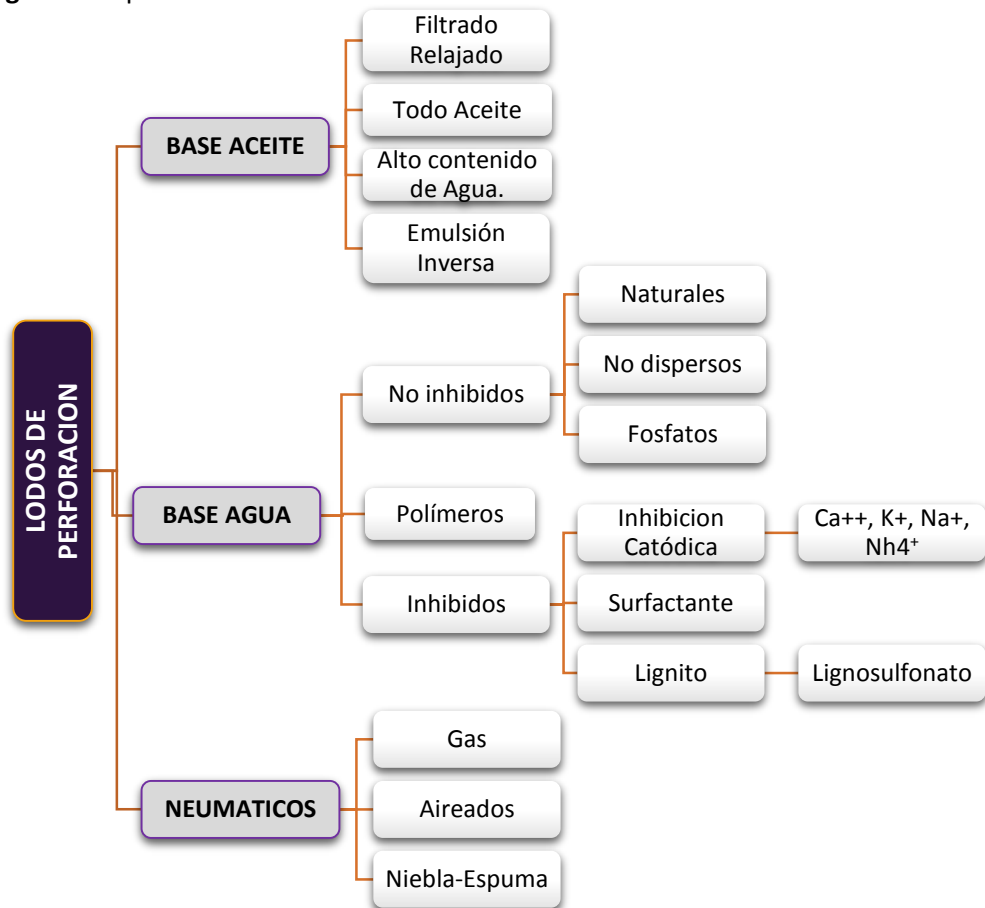 Filtrado
Relajado
Todo Aceite
BASE ACEITE
Alto contenido
de Agua.
Emulsión
Inversa
Naturales
No inhibidos
No dispersos
Fosfatos
LODOS DE
PERFORACION
BASE AGUA
Polímeros
Inhibicion
Catódica
Ca++, K+, Na+,
Nh4⁺
Inhibidos
Surfactante
Lignito
Lignosulfonato
Gas
NEUMATICOS
Aireados
Niebla-Espuma